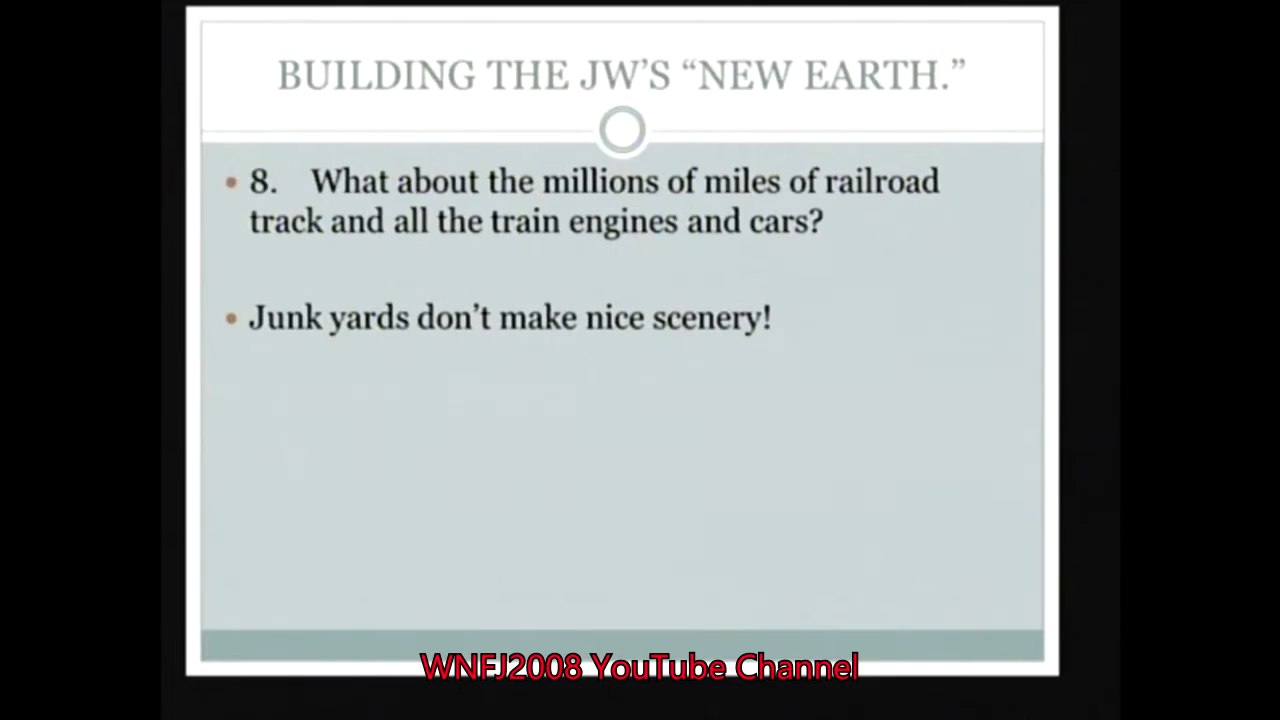 BUILDING THE JW'S “NEW EARTH.”
• 8. What about the millions of miles of railroad
track and all the train engines and cars?
• Junk yards don't make nice scenery!
WNFJ2008 YouTube Channel